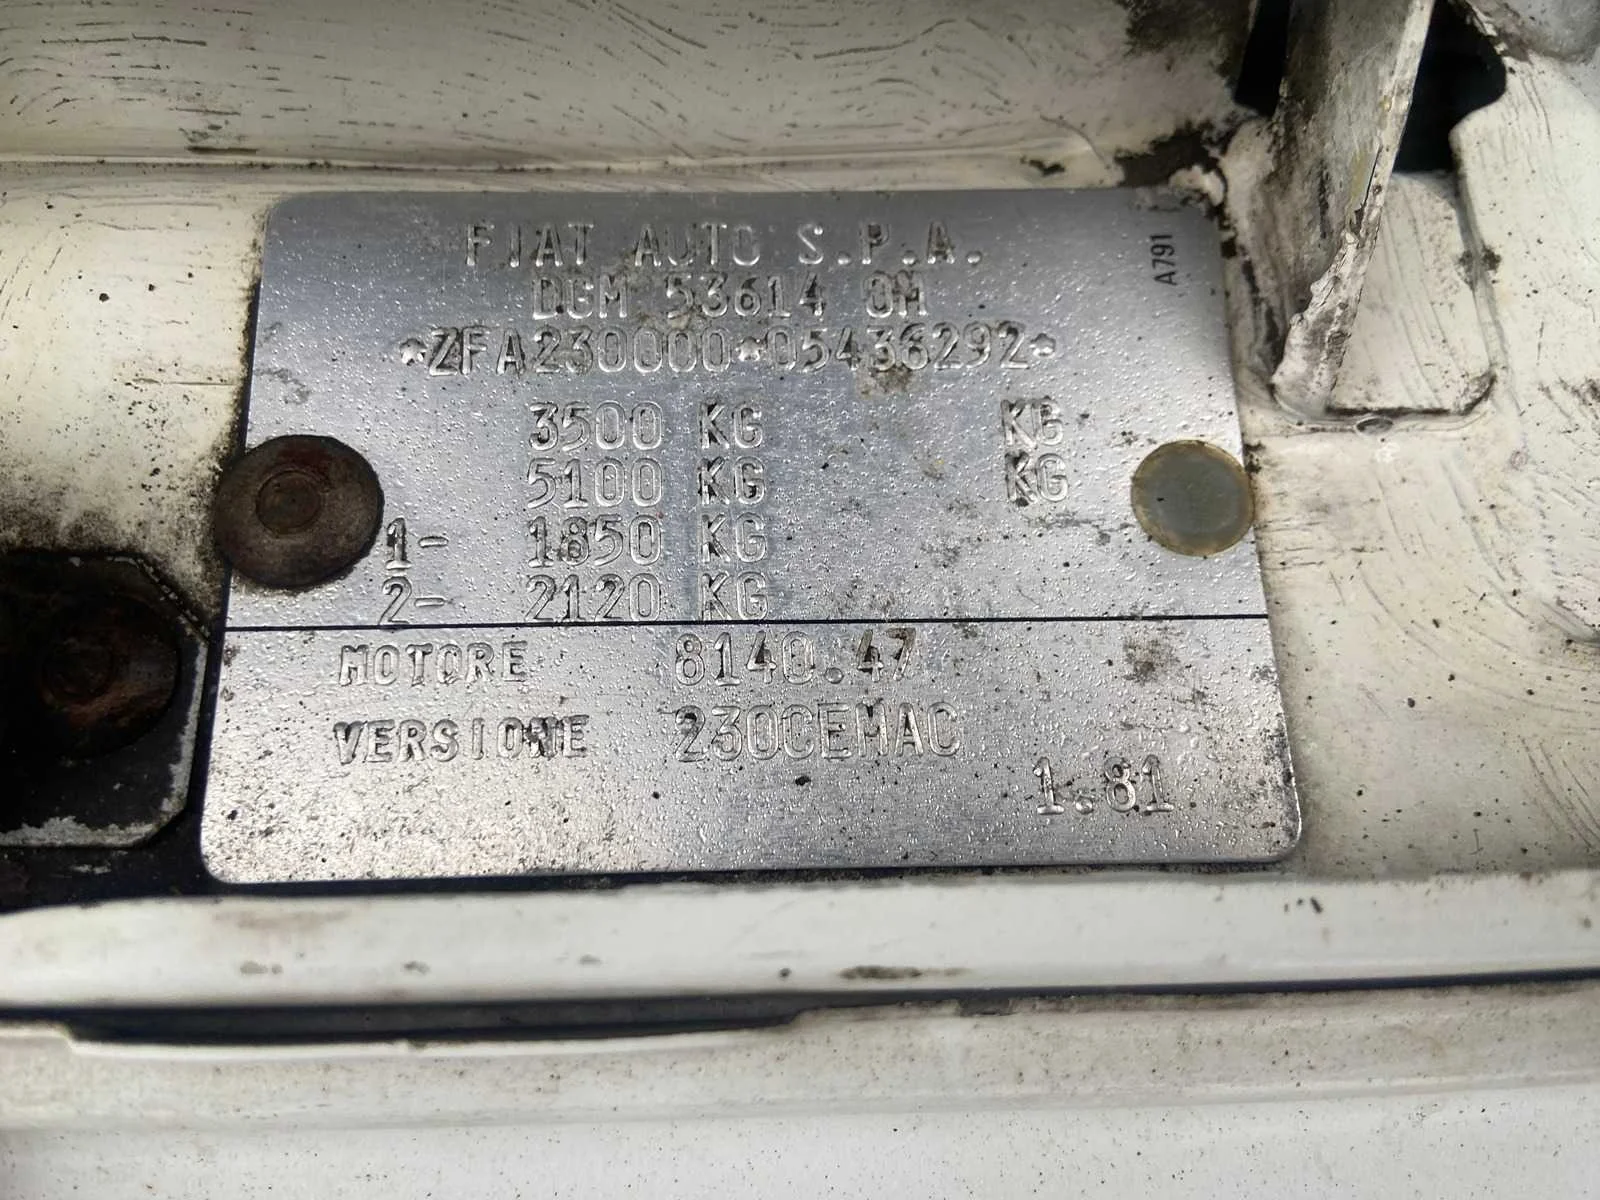 FIAT AUTO S.P.A.
A791
DGM 53614 OM
*ZFA230000*05436292*
3500 KG KG
5100 KG KG
1- 1850 KG
2- 2120 KG
MOTORE 8140.47
VERSIONE 230CEMAC
1.81